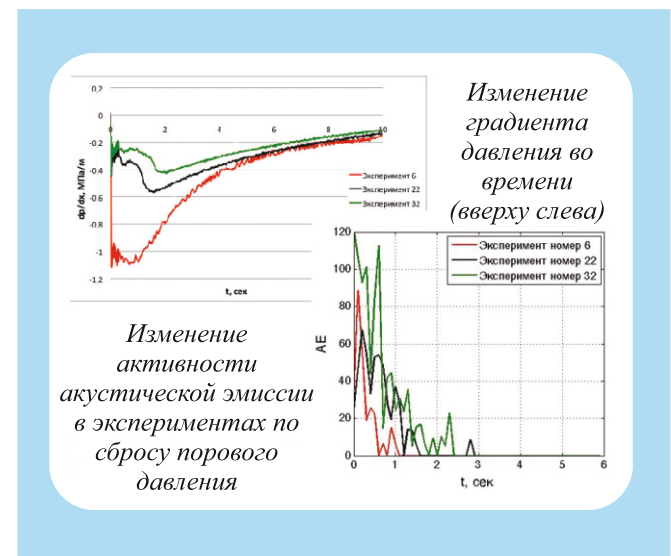 0,2
0
0
2
4
6
8
10
-0.2
-0.4
-0.6
-0.8
-1
-1.2
dp/dx, МПа/м
t, сек
Эксперимент 6
Эксперимент 22
Эксперимент 32
Изменение
градиента
давления во
времени
(вверху слева)
Изменение
активности
акустической эмиссии
в экспериментах по
сбросу порового
давления
120
100
80
60
40
20
0
AE
Эксперимент номер 6
Эксперимент номер 22
Эксперимент номер 32
0
1
2
3
4
5
6
t, сек